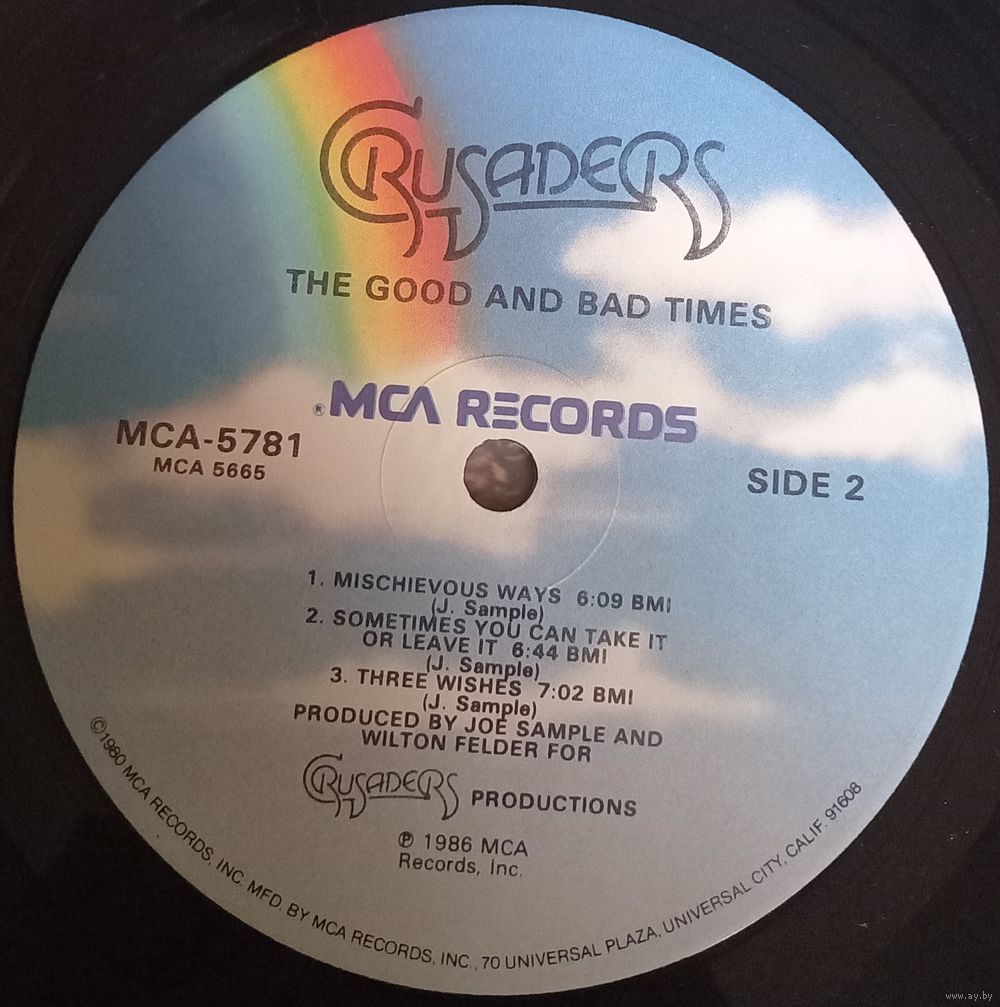 CRUSADERS
THE GOOD AND BAD TIMES
® MCA RECORDS
MCA-5781
MCA 5665
SIDE 2
1. MISCHIEVOUS WAYS 6:09 BMI
(J. Sample)
2. SOMETIMES YOU CAN TAKE IT
OR LEAVE IT 6:44 BMI
(J. Sample)
3. THREE WISHES 7:02 BMI
(J. Sample)
PRODUCED BY JOE SAMPLE AND
WILTON FELDER FOR
CRUSADERS PRODUCTIONS
℗ 1986 MCA
Records, Inc.
©1980 MCA RECORDS, INC. MFD. BY MCA RECORDS, INC., 70 UNIVERSAL PLAZA, UNIVERSAL CITY, CALIF. 91608
www.ay.by